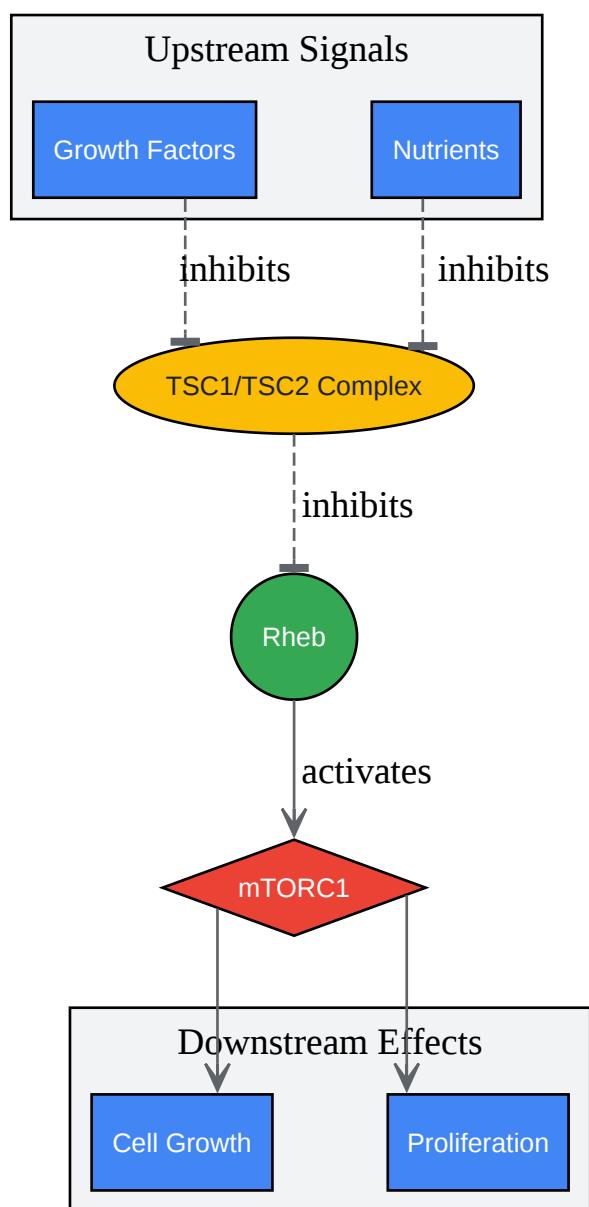 Upstream Signals
Growth Factors
Nutrients
inhibits
inhibits
TSC1/TSC2 Complex
inhibits
Rheb
activates
mTORC1
Downstream Effects
Cell Growth
Proliferation